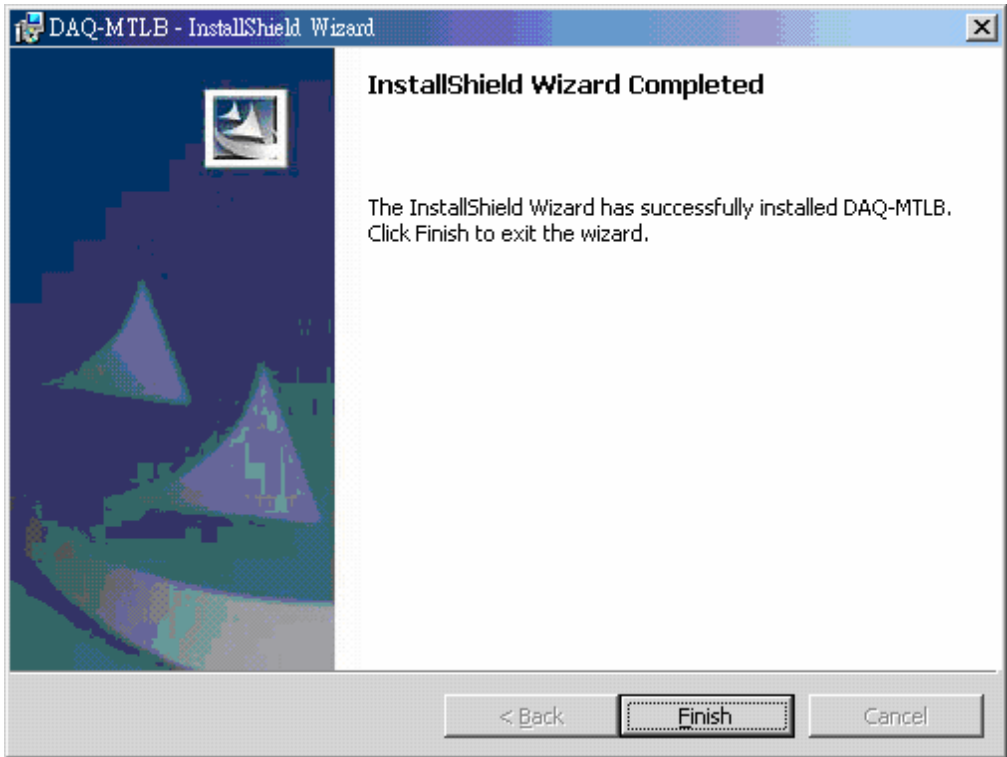 DAQ-MTLB - InstallShield Wizard
InstallShield Wizard Completed
The InstallShield Wizard has successfully installed DAQ-MTLB.
Click Finish to exit the wizard.
< Back Finish Cancel